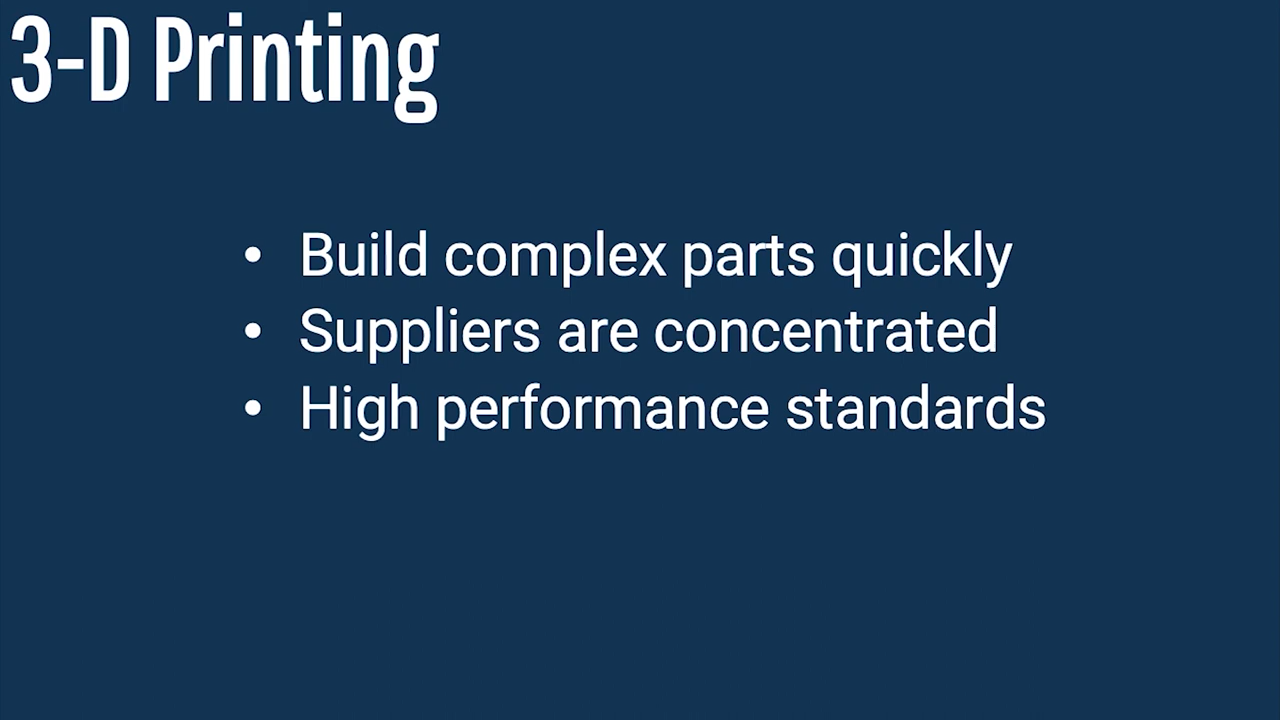 3-D Printing
• Build complex parts quickly
• Suppliers are concentrated
• High performance standards